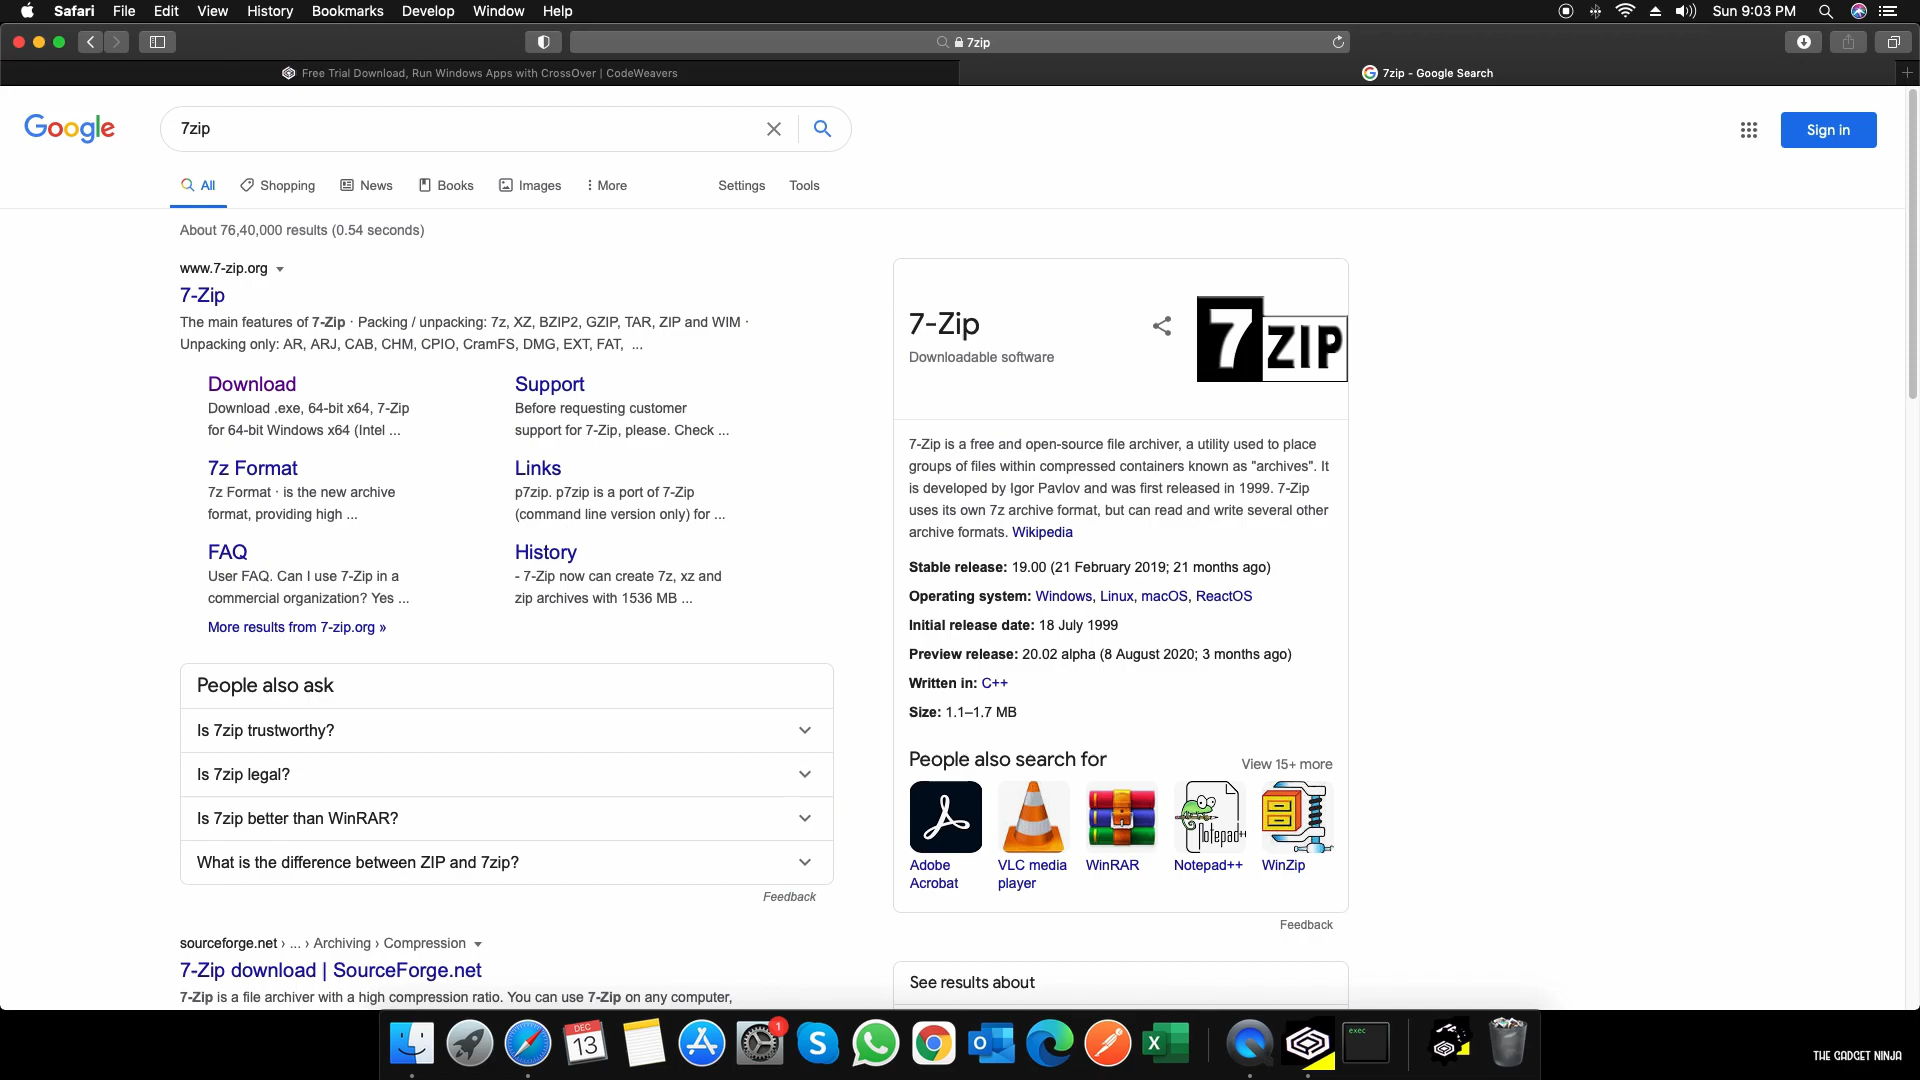 Safari File Edit View History Bookmarks Develop Window Help Sun 9:03 PM
7zip
Free Trial Download, Run Windows Apps with CrossOver | CodeWeavers
7zip - Google Search
Google
7zip
Sign in
All Shopping News Books Images More Settings Tools
About 76,40,000 results (0.54 seconds)
www.7-zip.org
7-Zip
The main features of 7-Zip · Packing / unpacking: 7z, XZ, BZIP2, GZIP, TAR, ZIP and WIM ·
Unpacking only: AR, ARJ, CAB, CHM, CPIO, CramFS, DMG, EXT, FAT, ...
Download
Download .exe, 64-bit x64, 7-Zip
for 64-bit Windows x64 (Intel ...
Support
Before requesting customer
support for 7-Zip, please. Check ...
7z Format
7z Format · is the new archive
format, providing high ...
Links
p7zip. p7zip is a port of 7-Zip
(command line version only) for ...
FAQ
User FAQ. Can I use 7-Zip in a
commercial organization? Yes ...
History
- 7-Zip now can create 7z, xz and
zip archives with 1536 MB ...
More results from 7-zip.org »
People also ask
Is 7zip trustworthy?
Is 7zip legal?
Is 7zip better than WinRAR?
What is the difference between ZIP and 7zip?
Feedback
sourceforge.net › ... › Archiving › Compression
7-Zip download | SourceForge.net
7-Zip is a file archiver with a high compression ratio. You can use 7-Zip on any computer,
7-Zip
Downloadable software
7 ZIP
7-Zip is a free and open-source file archiver, a utility used to place
groups of files within compressed containers known as "archives". It
is developed by Igor Pavlov and was first released in 1999. 7-Zip
uses its own 7z archive format, but can read and write several other
archive formats. Wikipedia
Stable release: 19.00 (21 February 2019; 21 months ago)
Operating system: Windows, Linux, macOS, ReactOS
Initial release date: 18 July 1999
Preview release: 20.02 alpha (8 August 2020; 3 months ago)
Written in: C++
Size: 1.1–1.7 MB
People also search for
View 15+ more
Notepad++
Adobe
Acrobat
VLC media
player
WinRAR
Notepad++
WinZip
Feedback
See results about
DEC
13
1
S
O
X
exec
THE GADGET NINJA